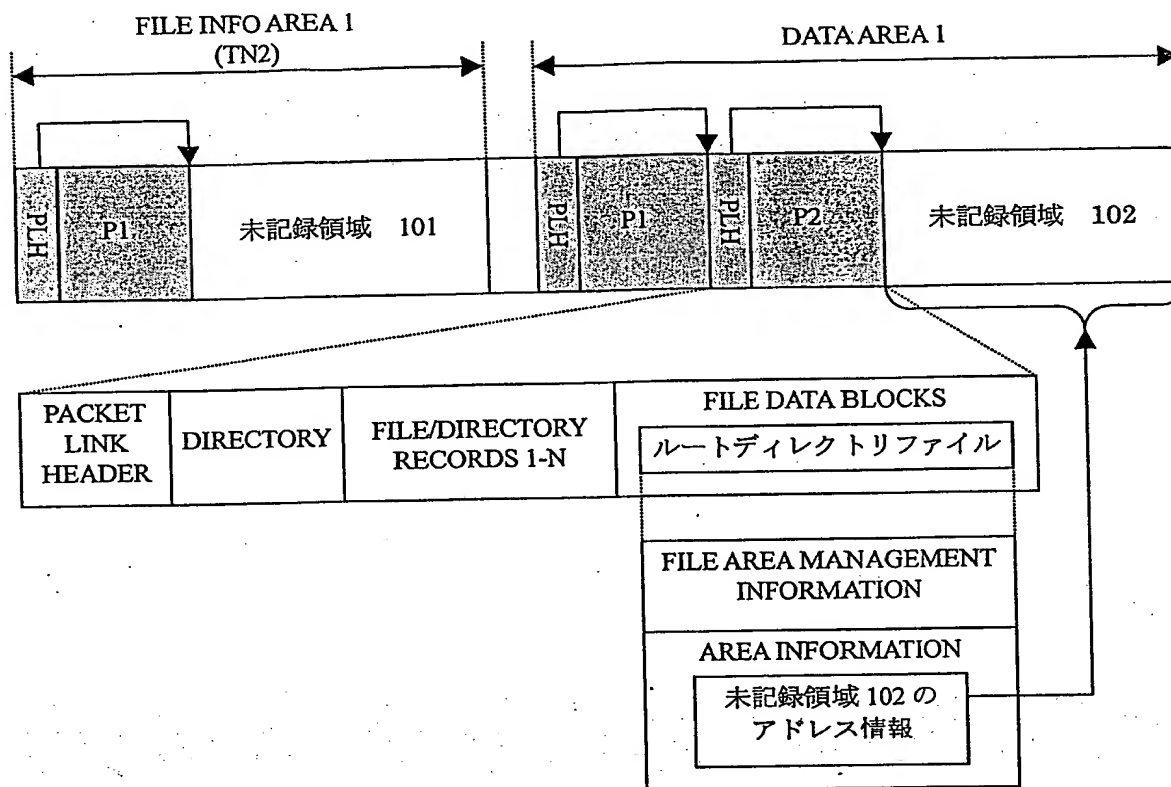 FILE INFO AREA 1
(TN2)
DATA AREA 1
PLH
P1
未記録領域 101
PLH
P1
PLH
P2
未記録領域 102
PACKET
LINK
HEADER
DIRECTORY
FILE/DIRECTORY
RECORDS 1-N
FILE DATA BLOCKS
ルートディレクトリファイル
FILE AREA MANAGEMENT
INFORMATION
AREA INFORMATION
未記録領域 102 の
アドレス情報